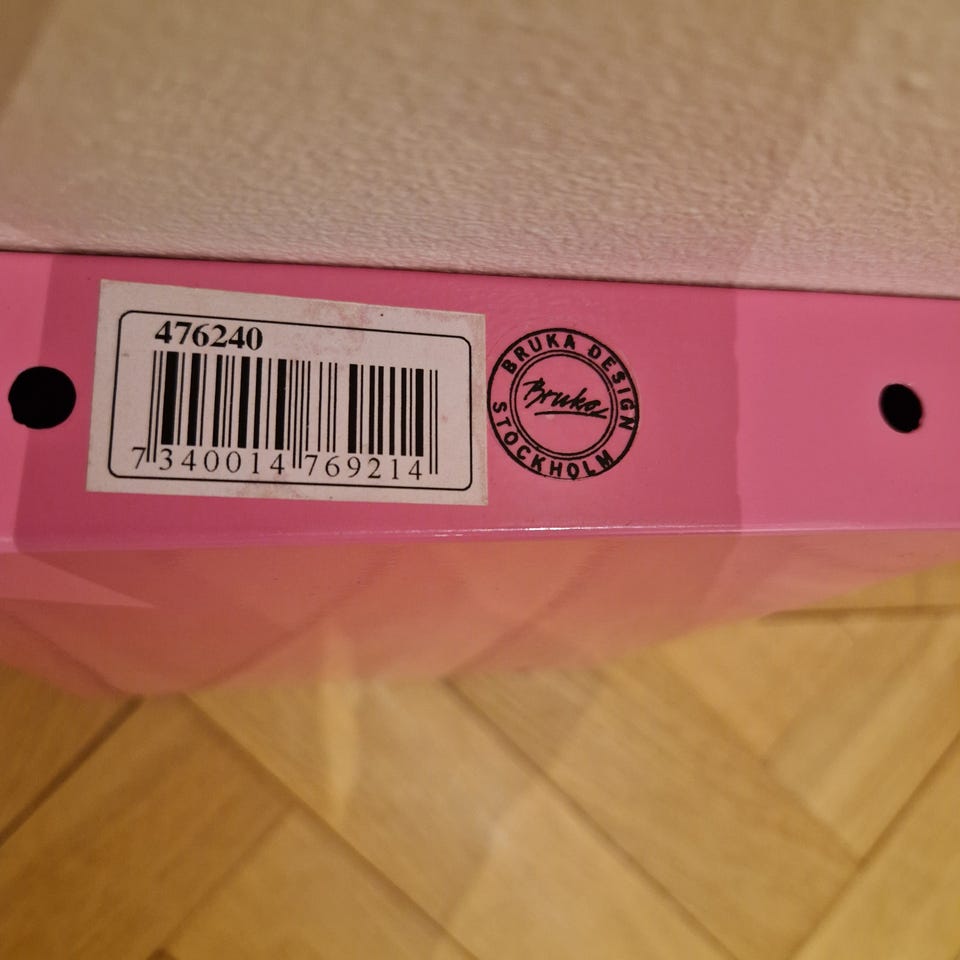 476240
7 340014 769214
BRUKA DESIGN
Bruka
STOCKHOLM